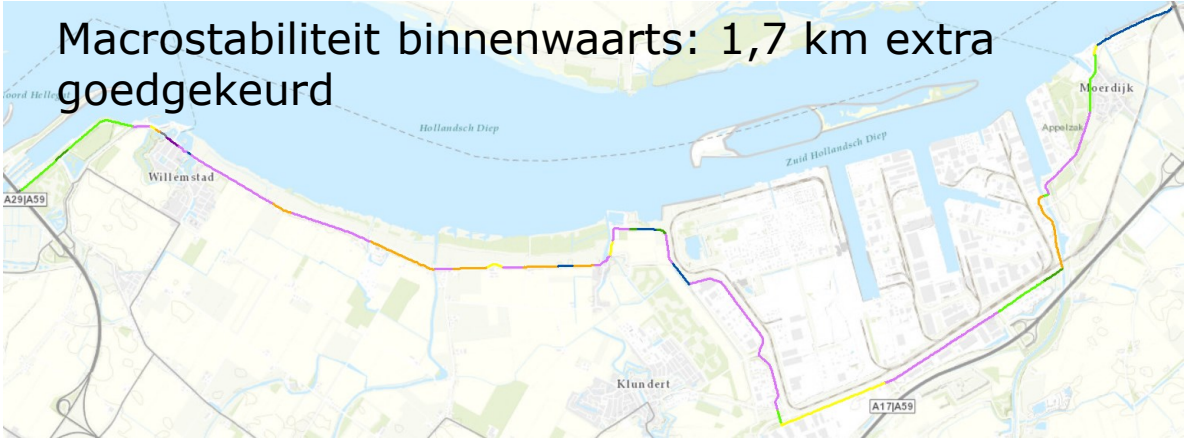 Macrostabiliteit binnenwaarts: 1,7 km extra
goedgekeurd
Moerdijk
Hollandsch Diep
Appelzak
Zuid Hollandsch Diep
Willemstad
A29|A59
Klundert
A17|A59